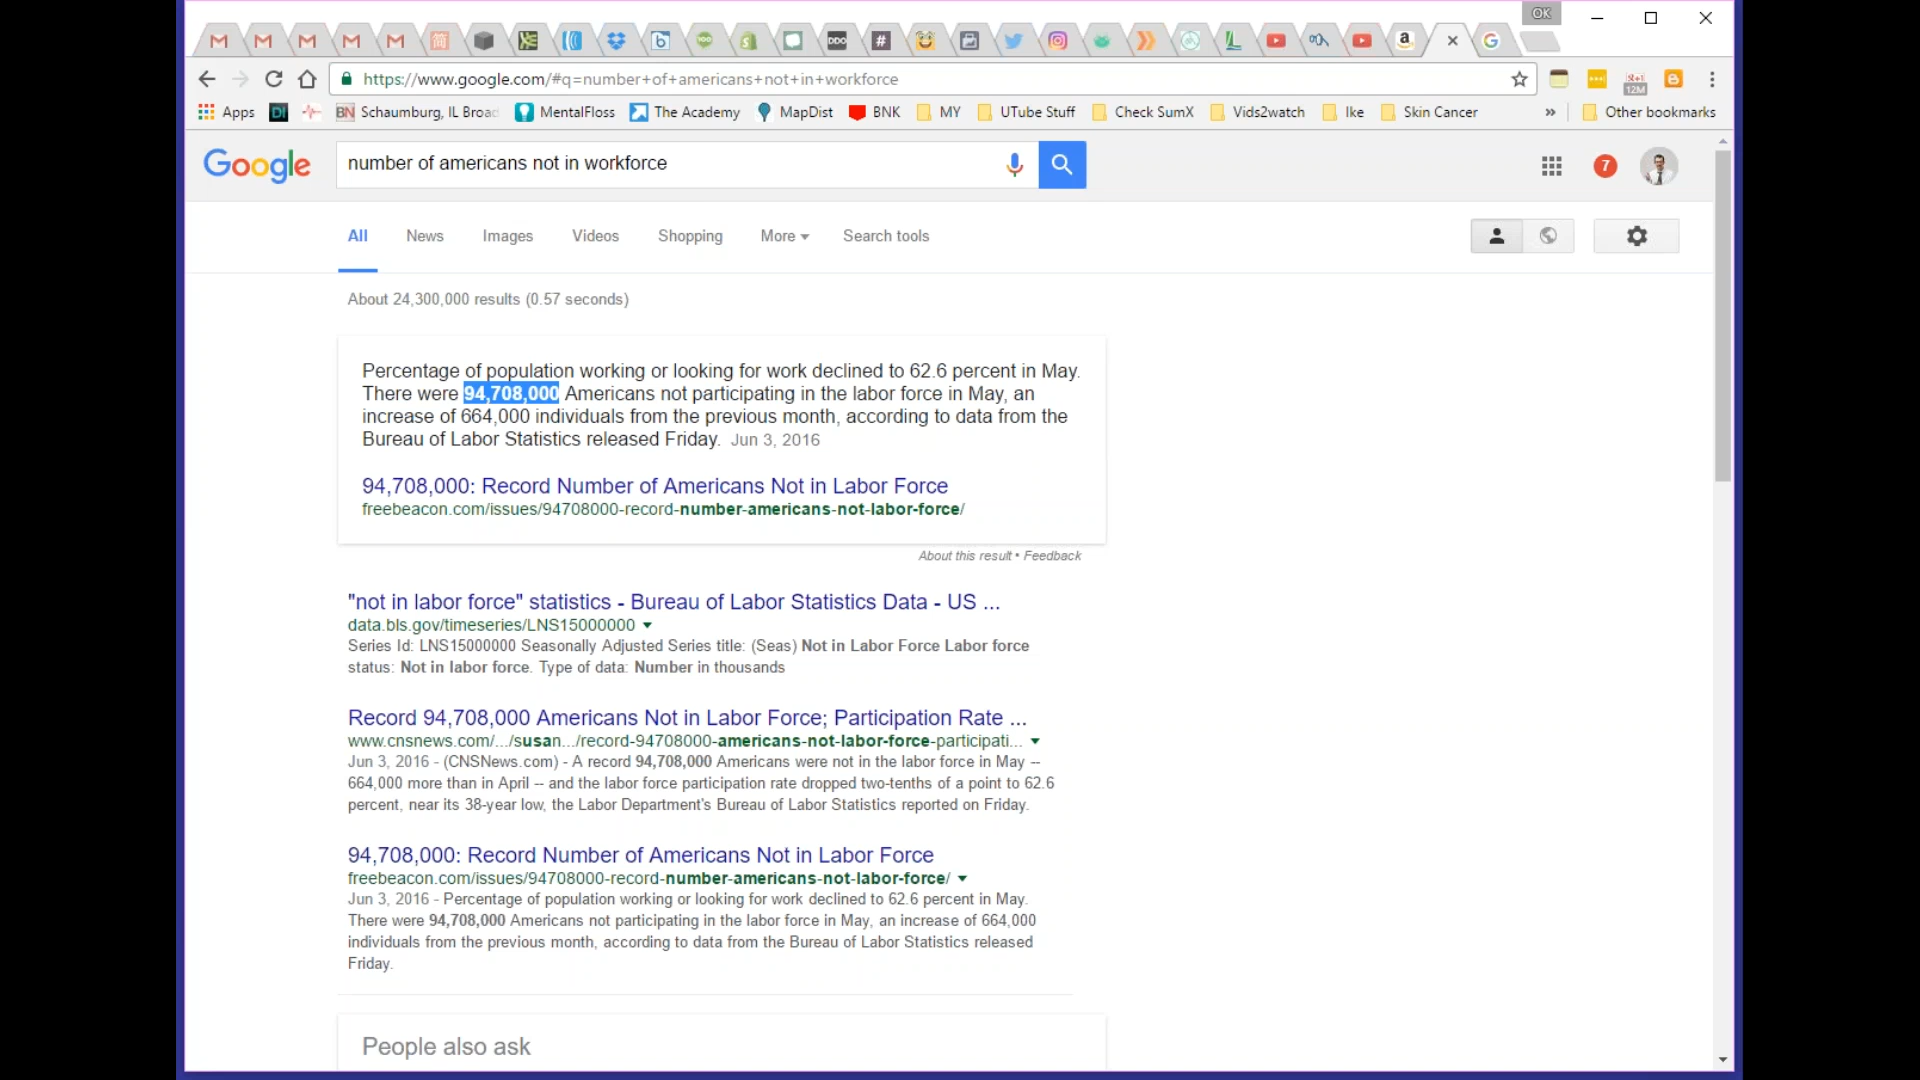 OK
https://www.google.com/#q=number+of+americans+not+in+workforce
Apps
DI
BN Schaumburg, IL Broad
MentalFloss
The Academy
MapDist
BNK
MY
UTube Stuff
Check SumX
Vids2watch
Ike
Skin Cancer
»
Other bookmarks
Google
number of americans not in workforce
7
All
News
Images
Videos
Shopping
More
Search tools
About 24,300,000 results (0.57 seconds)
Percentage of population working or looking for work declined to 62.6 percent in May.
There were 94,708,000 Americans not participating in the labor force in May, an
increase of 664,000 individuals from the previous month, according to data from the
Bureau of Labor Statistics released Friday. Jun 3, 2016
94,708,000: Record Number of Americans Not in Labor Force
freebeacon.com/issues/94708000-record-number-americans-not-labor-force/
About this result • Feedback
"not in labor force" statistics - Bureau of Labor Statistics Data - US ...
data.bls.gov/timeseries/LNS15000000
Series Id: LNS15000000 Seasonally Adjusted Series title: (Seas) Not in Labor Force Labor force
status: Not in labor force. Type of data: Number in thousands
Record 94,708,000 Americans Not in Labor Force; Participation Rate ...
www.cnsnews.com/.../susan.../record-94708000-americans-not-labor-force-participati...
Jun 3, 2016 - (CNSNews.com) - A record 94,708,000 Americans were not in the labor force in May --
664,000 more than in April -- and the labor force participation rate dropped two-tenths of a point to 62.6
percent, near its 38-year low, the Labor Department's Bureau of Labor Statistics reported on Friday.
94,708,000: Record Number of Americans Not in Labor Force
freebeacon.com/issues/94708000-record-number-americans-not-labor-force/
Jun 3, 2016 - Percentage of population working or looking for work declined to 62.6 percent in May.
There were 94,708,000 Americans not participating in the labor force in May, an increase of 664,000
individuals from the previous month, according to data from the Bureau of Labor Statistics released
Friday.
People also ask